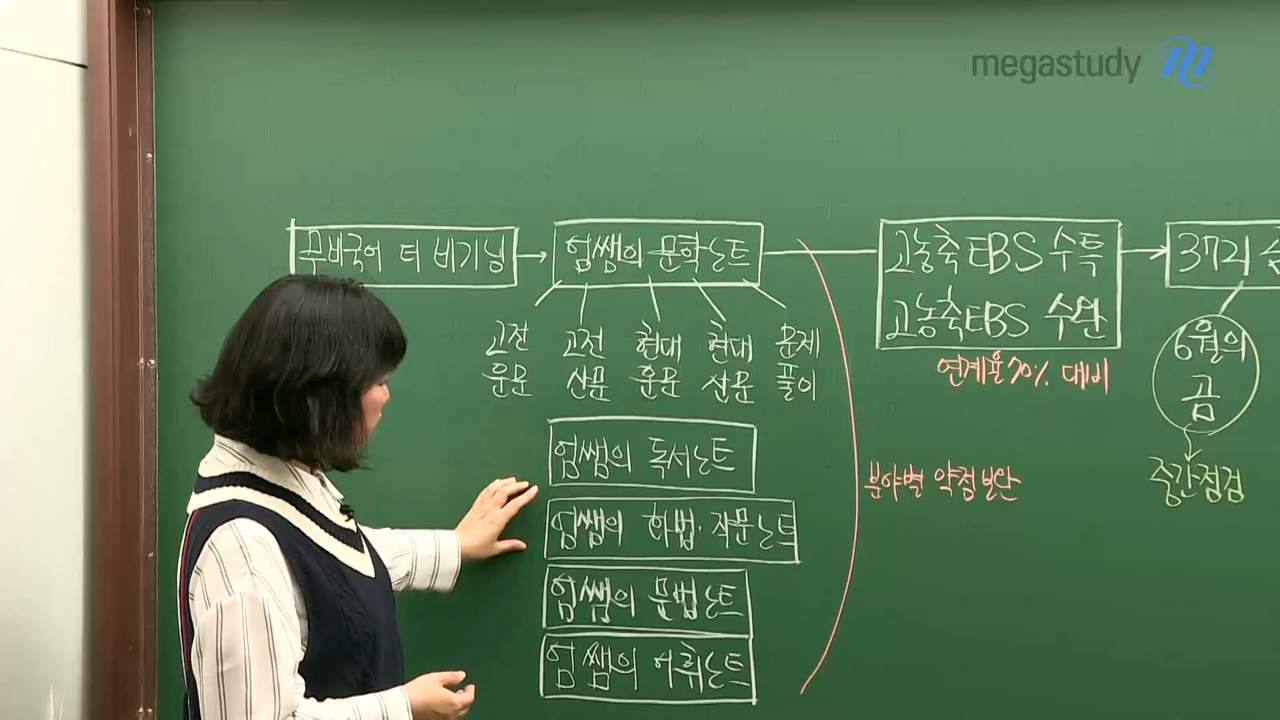 megastudy
무비국어 더 비기닝
엄쌤의 문학노트
고전 운문
고전 산문
현대 운문
현대 산문
문제 풀이
엄쌤의 독서노트
엄쌤의 화법·작문노트
엄쌤의 문법노트
엄쌤의 어휘노트
분야별 약점보완
고농축EBS 수특
고농축EBS 수완
연계율70% 대비
6월의
곰
중간점검